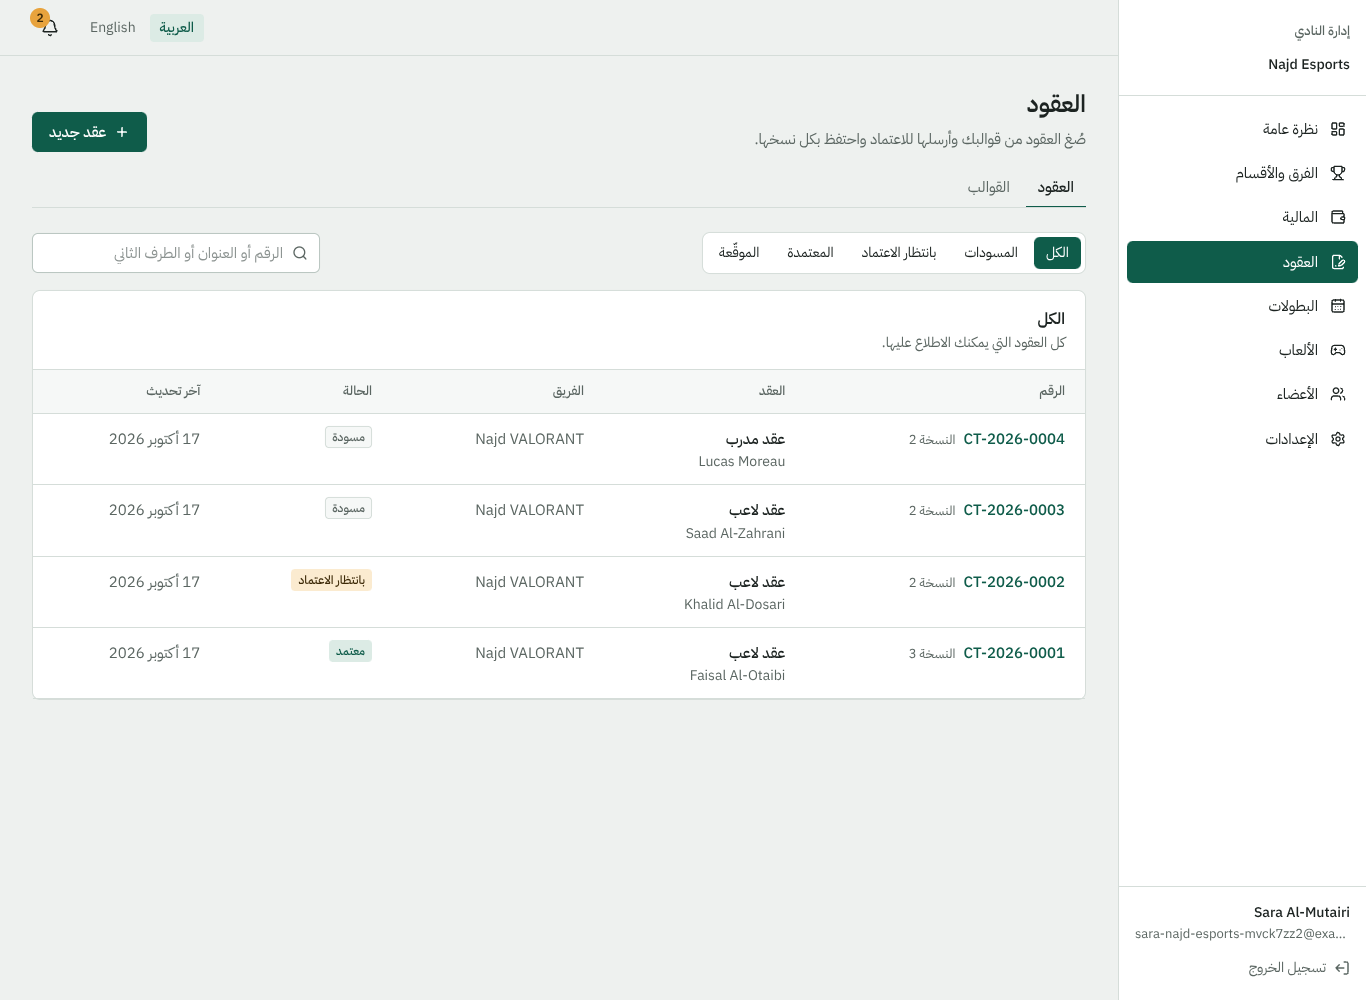 إدارة النادي
Najd Esports
نظرة عامة
الفرق والأقسام
المالية
العقود
البطولات
الألعاب
الأعضاء
الإعدادات
Sara Al-Mutairi
sara-najd-esports-mvck7zz2@exa...
تسجيل الخروج
العربية
English
2
العقود
صُغ العقود من قوالبك وأرسلها للاعتماد واحتفظ بكل نسخها.
عقد جديد
العقود
القوالب
الكل
المسودات
بانتظار الاعتماد
المعتمدة
الموقّعة
الرقم أو العنوان أو الطرف الثاني
الكل
كل العقود التي يمكنك الاطلاع عليها.
الرقم العقد الفريق الحالة آخر تحديث
CT-2026-0004 النسخة 2 عقد مدرب Najd VALORANT مسودة 17 أكتوبر 2026
Lucas Moreau
CT-2026-0003 النسخة 2 عقد لاعب Najd VALORANT مسودة 17 أكتوبر 2026
Saad Al-Zahrani
CT-2026-0002 النسخة 2 عقد لاعب Najd VALORANT بانتظار الاعتماد 17 أكتوبر 2026
Khalid Al-Dosari
CT-2026-0001 النسخة 3 عقد لاعب Najd VALORANT معتمد 17 أكتوبر 2026
Faisal Al-Otaibi